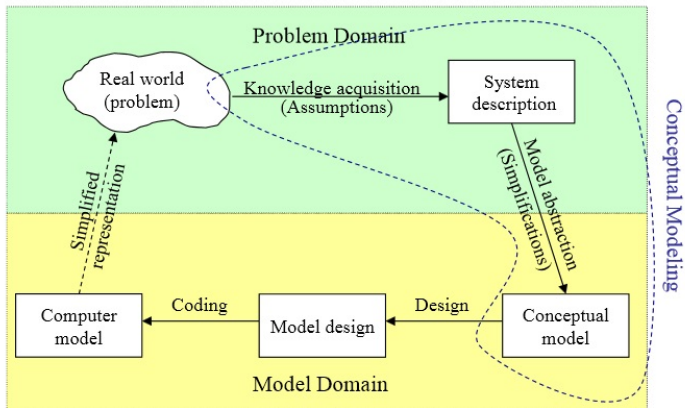 Problem Domain
Real world
(problem)
Knowledge acquisition
(Assumptions)
System
description
Model abstraction
(Simplifications)
Conceptual Modeling
Simplified
representation
Computer
model
Coding
Model design
Design
Conceptual
model
Model Domain